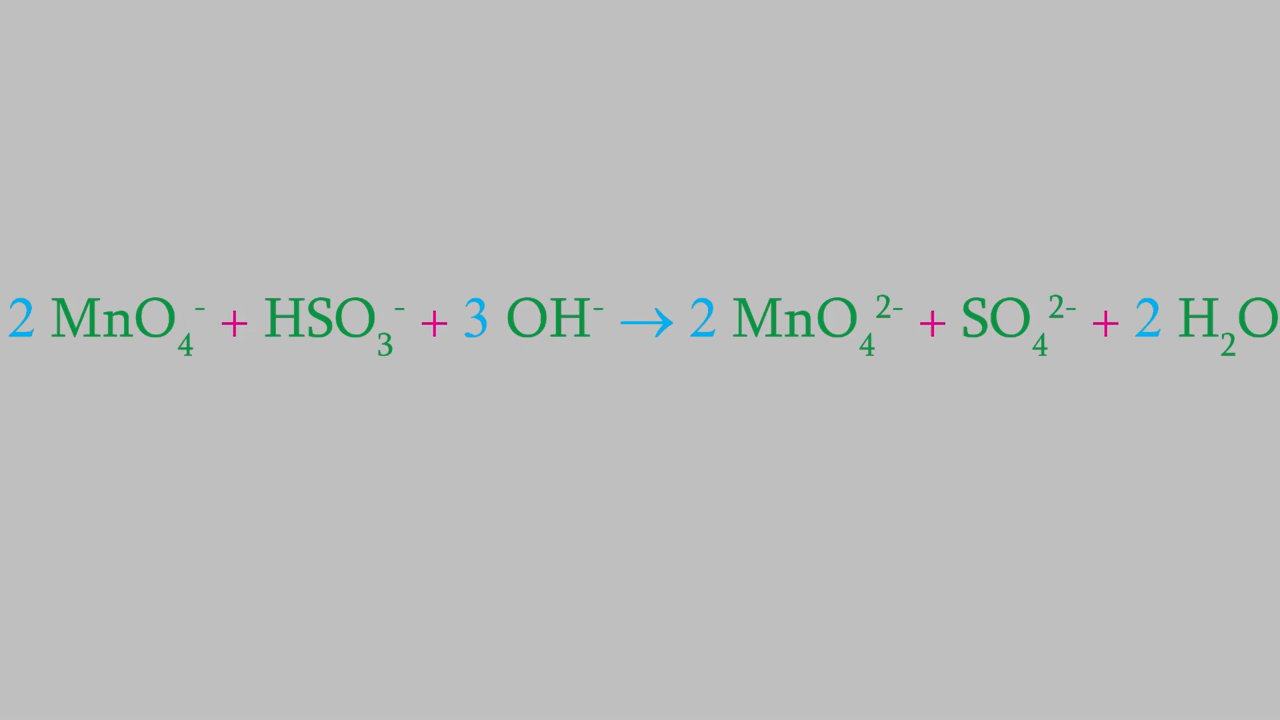 2 MnO₄⁻ + HSO₃⁻ + 3 OH⁻ → 2 MnO₄²⁻ + SO₄²⁻ + 2 H₂O